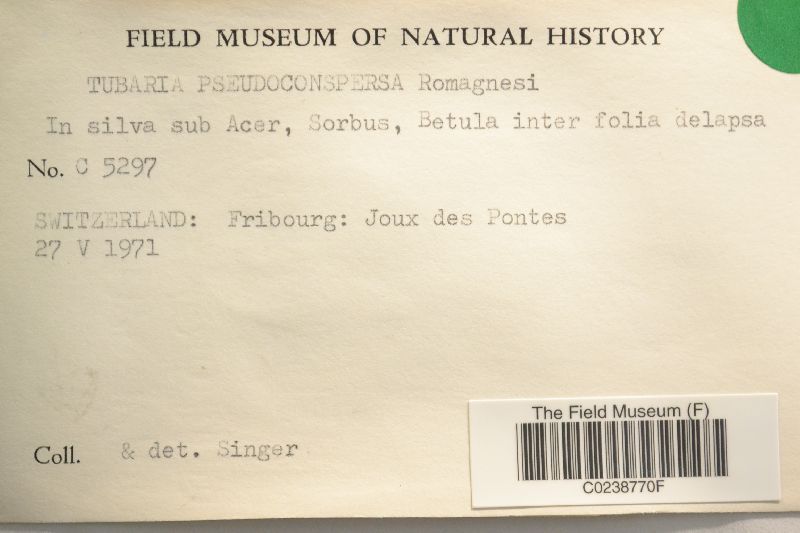 FIELD MUSEUM OF NATURAL HISTORY
TUBARIA PSEUDOCONSPERSA Romagnesi
In silva sub Acer, Sorbus, Betula inter folia delapsa
No. C 5297
SWITZERLAND: Fribourg: Joux des Pontes
27 V 1971
Coll. & det. Singer
The Field Museum (F)
C0238770F